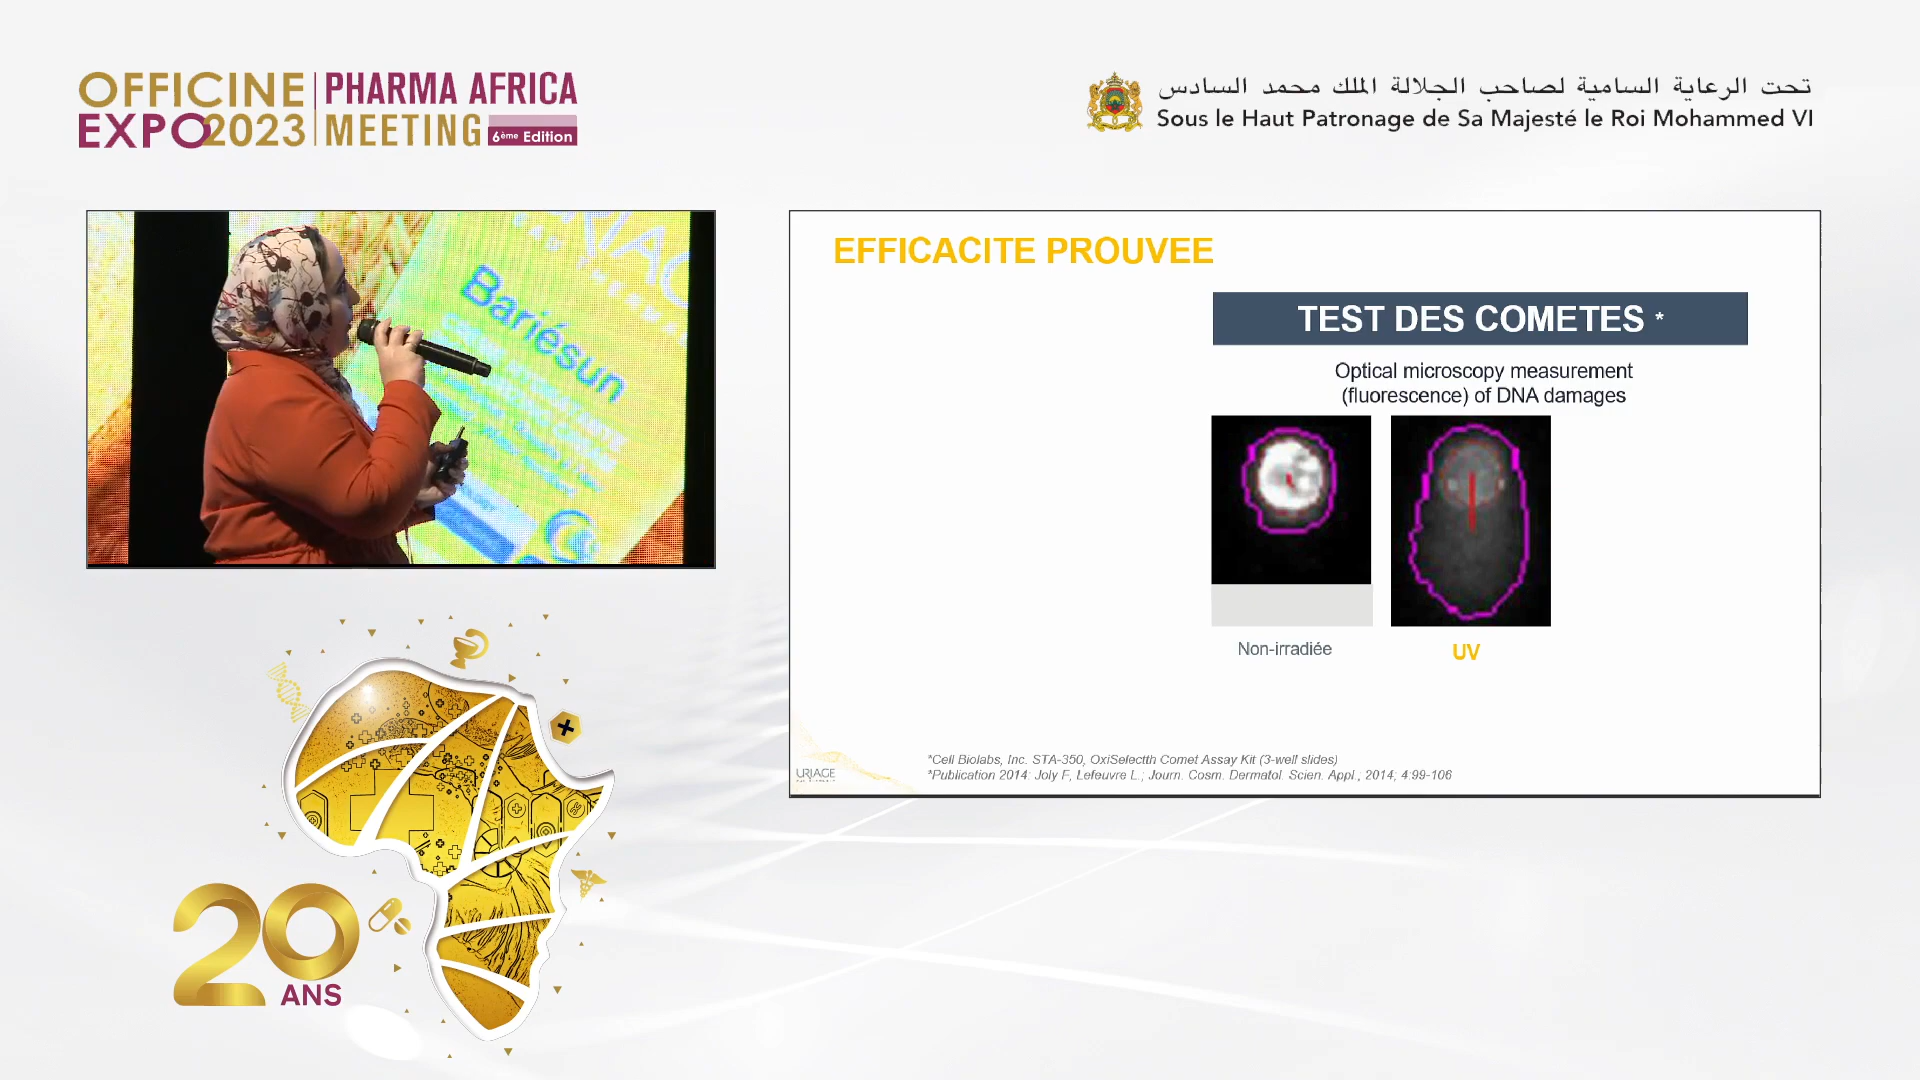 OFFICINE
EXPO2023
PHARMA AFRICA
MEETING 6ème Edition
تحت الرعاية السامية لصاحب الجلالة الملك محمد السادس
Sous le Haut Patronage de Sa Majesté le Roi Mohammed VI
Bariésun
EFFICACITE PROUVEE
TEST DES COMETES *
Optical microscopy measurement
(fluorescence) of DNA damages
Non-irradiée
UV
*Cell Biolabs, Inc. STA-350, OxiSelectth Comet Assay Kit (3-well slides)
*Publication 2014: Joly F, Lefeuvre L.; Journ. Cosm. Dermatol. Scien. Appl., 2014; 4:99-106
URIAGE
20
ANS